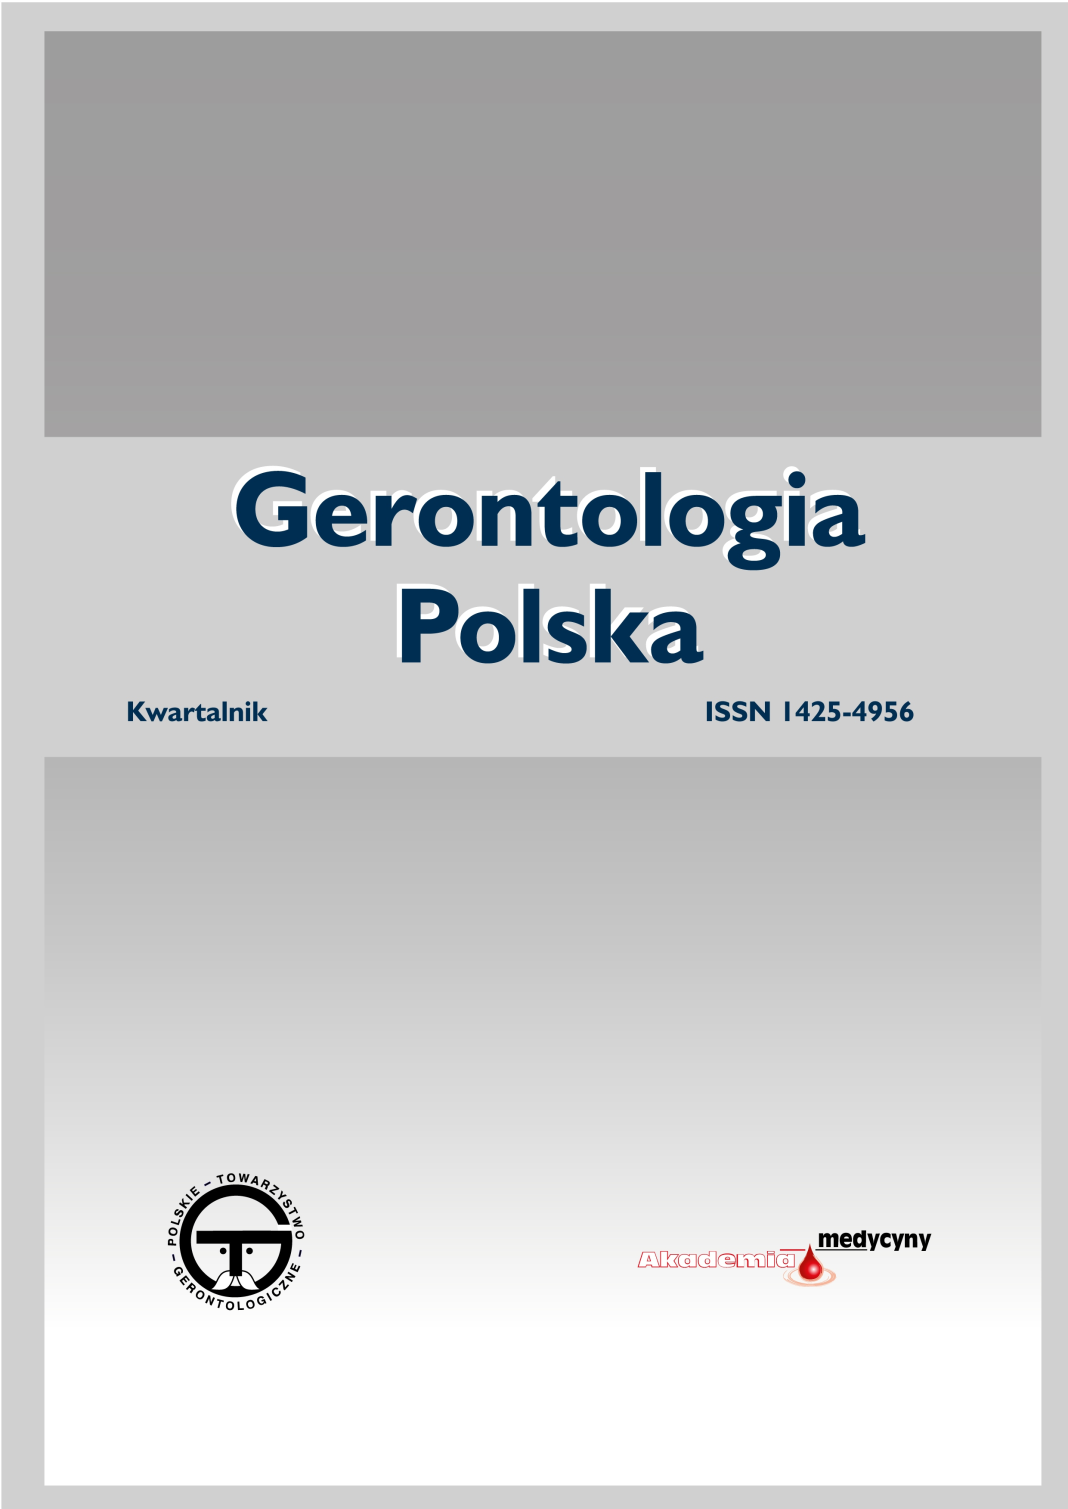 Gerontologia
Polska
Kwartalnik
ISSN 1425-4956
POLSKIE – TOWARZYSTWO – GERONTOLOGICZNE –
Akademia medycyny